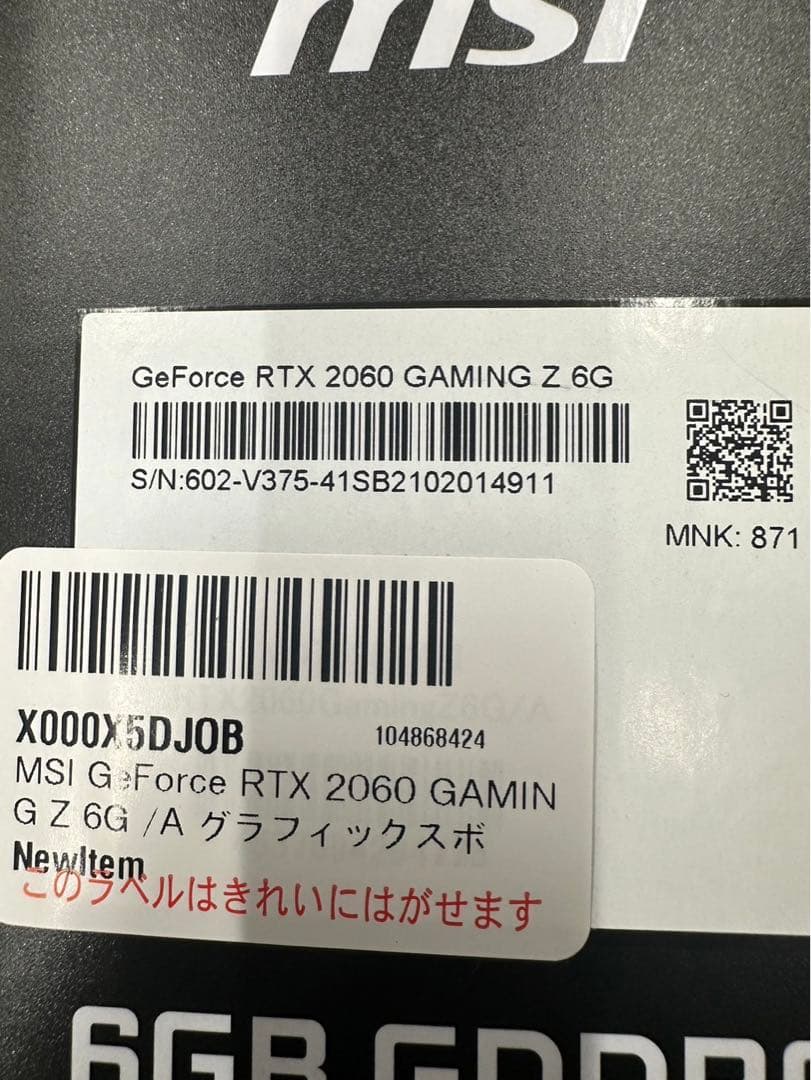 msi
GeForce RTX 2060 GAMING Z 6G
S/N:602-V375-41SB2102014911
MNK: 871
X000X5DJOB
104868424
MSI GeForce RTX 2060 GAMIN
G Z 6G /A グラフィックスボ
NewItem
このラベルはきれいにはがせます
6GB GDDR6